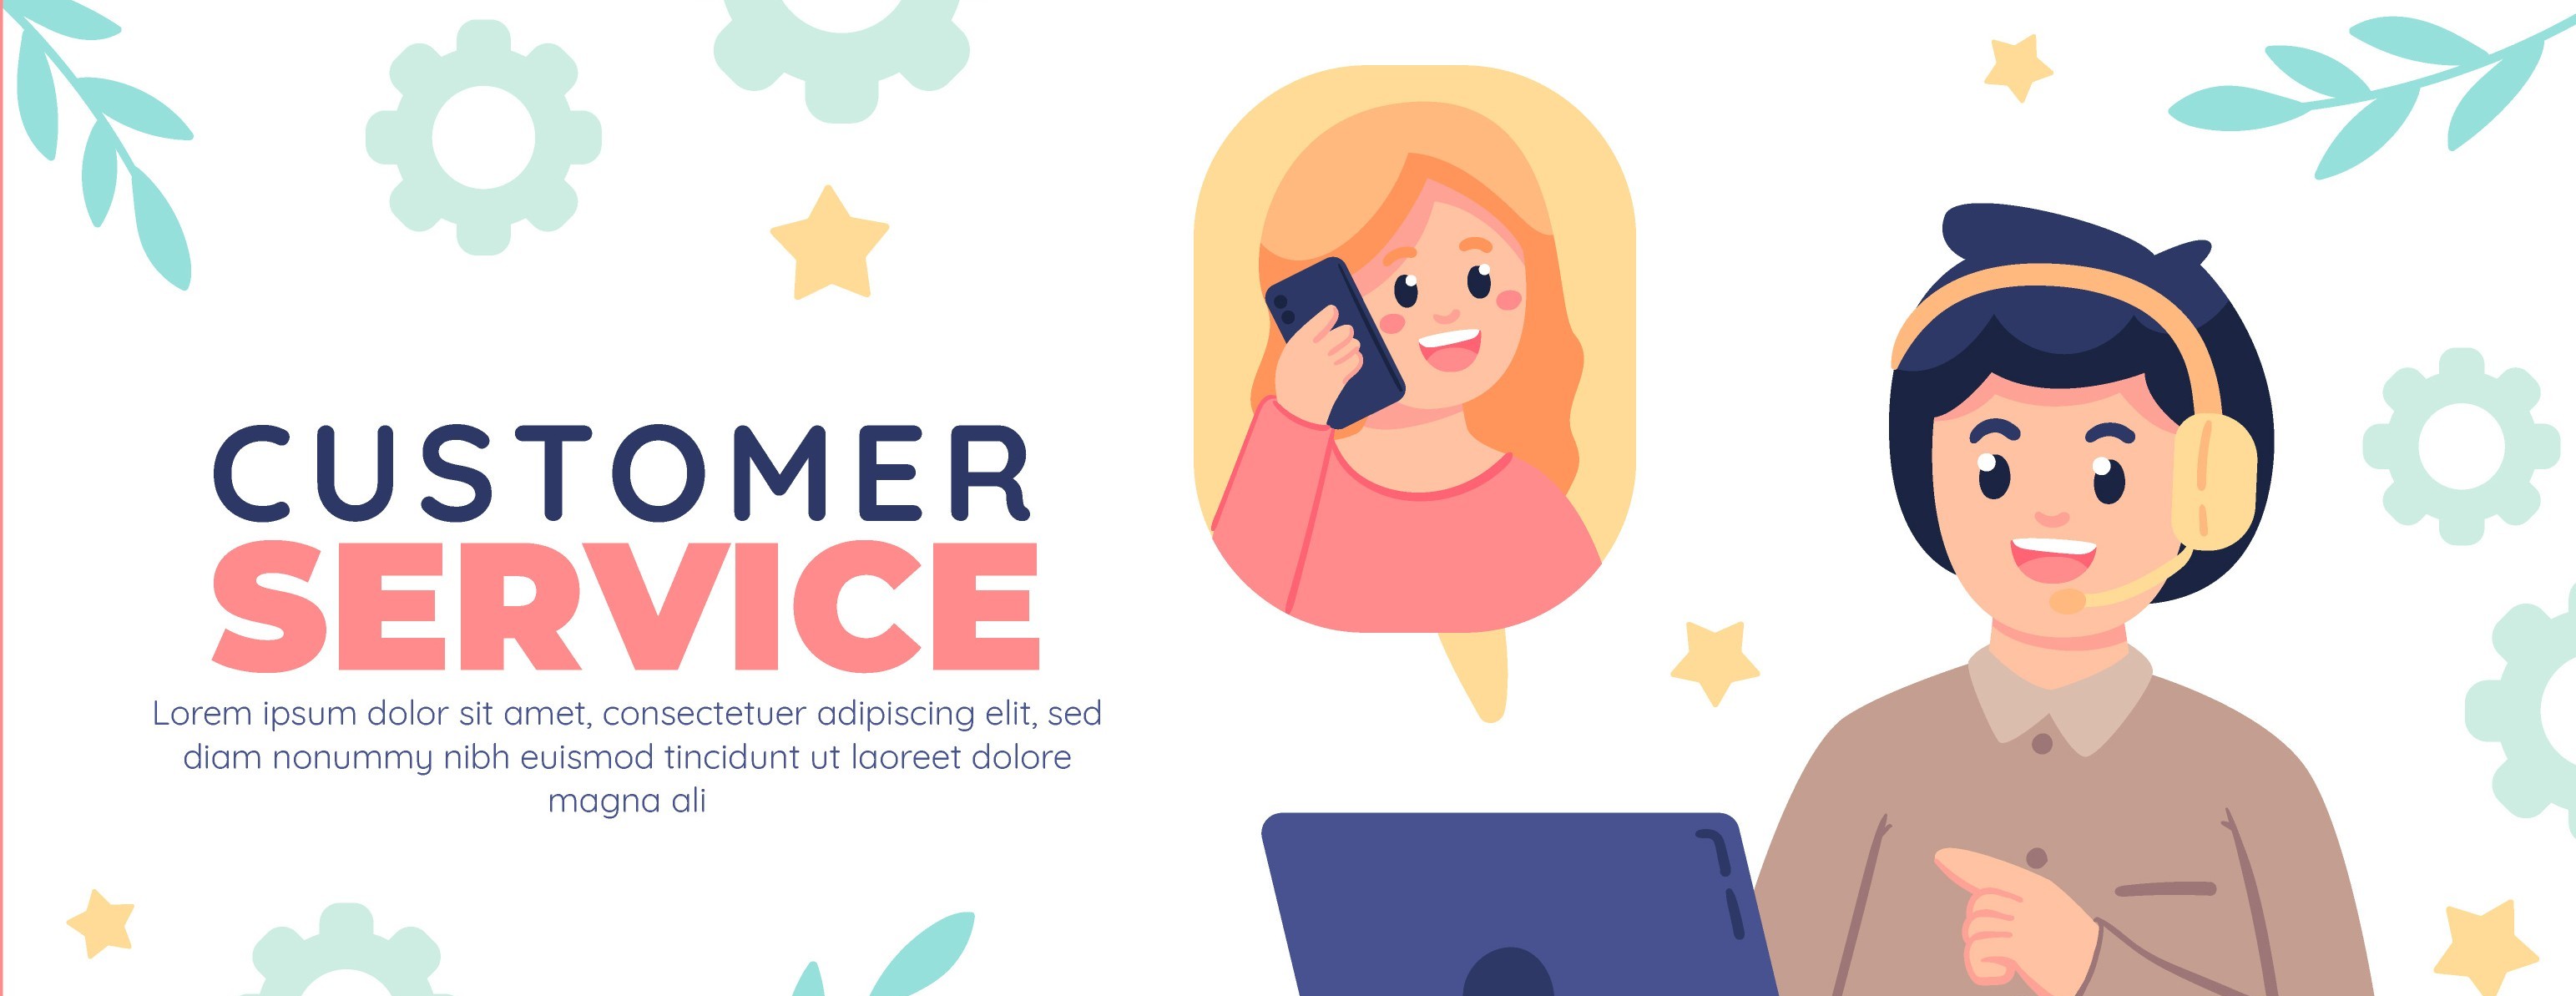 CUSTOMER
SERVICE
Lorem ipsum dolor sit amet, consectetuer adipiscing elit, sed
diam nonummy nibh euismod tincidunt ut laoreet dolore
magna ali